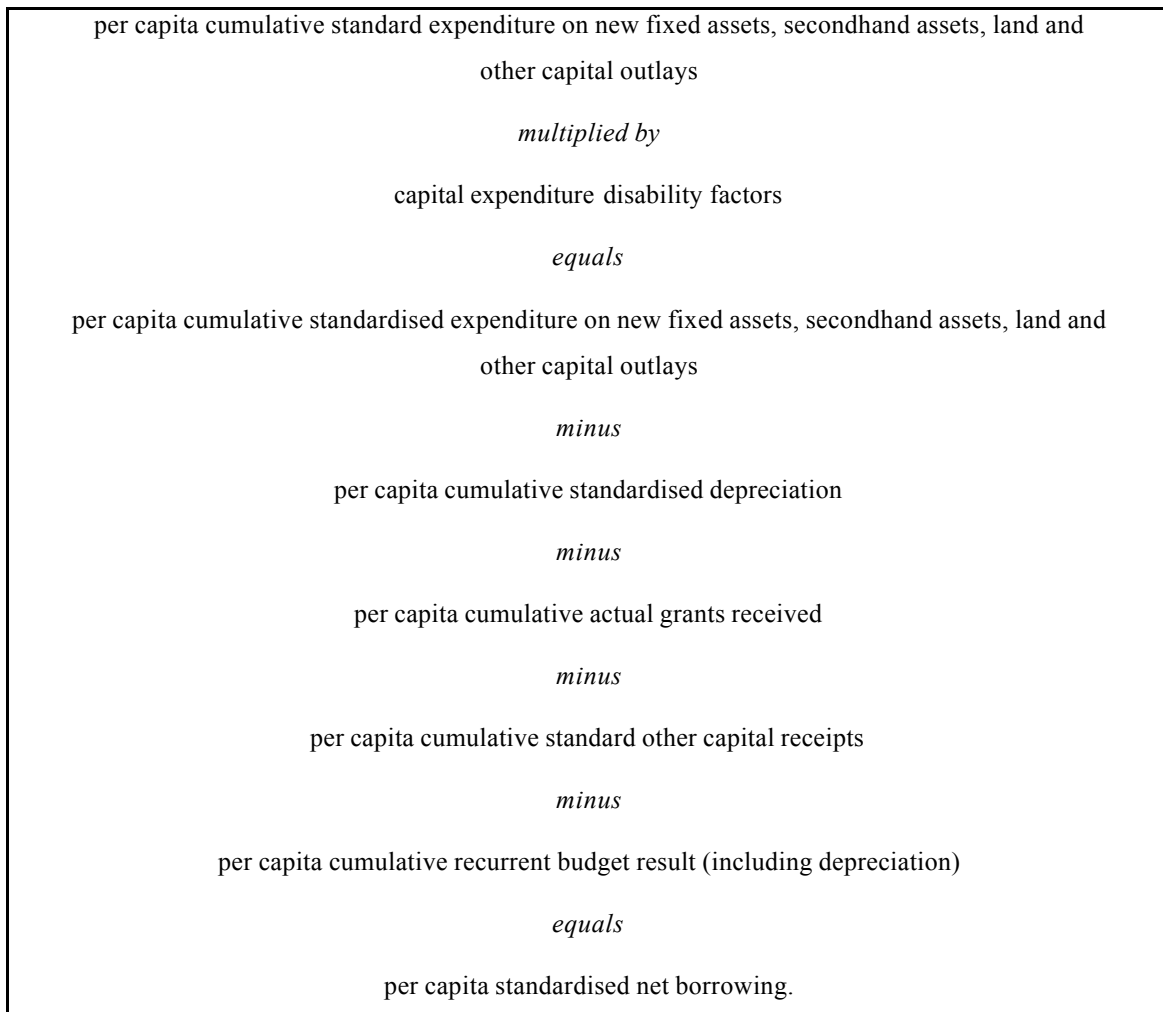 per capita cumulative standard expenditure on new fixed assets, secondhand assets, land and
other capital outlays
multiplied by
capital expenditure disability factors
equals
per capita cumulative standardised expenditure on new fixed assets, secondhand assets, land and
other capital outlays
minus
per capita cumulative standardised depreciation
minus
per capita cumulative actual grants received
minus
per capita cumulative standard other capital receipts
minus
per capita cumulative recurrent budget result (including depreciation)
equals
per capita standardised net borrowing.